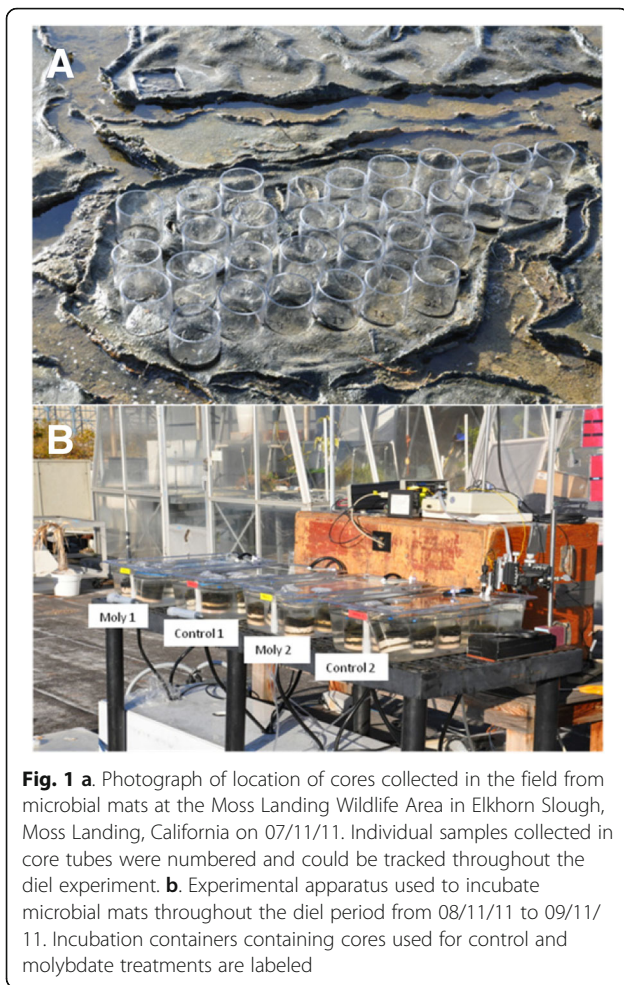 A
B
Moly 1
Control 1
Moly 2
Control 2
Fig. 1 a. Photograph of location of cores collected in the field from
microbial mats at the Moss Landing Wildlife Area in Elkhorn Slough,
Moss Landing, California on 07/11/11. Individual samples collected in
core tubes were numbered and could be tracked throughout the
diel experiment. b. Experimental apparatus used to incubate
microbial mats throughout the diel period from 08/11/11 to 09/11/
11. Incubation containers containing cores used for control and
molybdate treatments are labeled